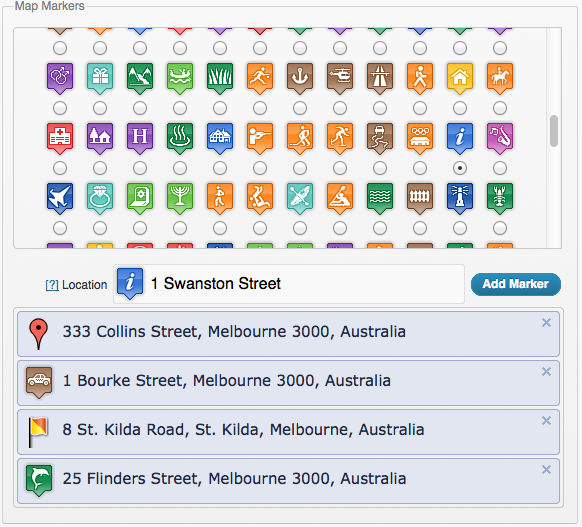 Map Markers
H
i
[?] Location
i
1 Swanston Street
Add Marker
333 Collins Street, Melbourne 3000, Australia
1 Bourke Street, Melbourne 3000, Australia
8 St. Kilda Road, St. Kilda, Melbourne, Australia
25 Flinders Street, Melbourne 3000, Australia